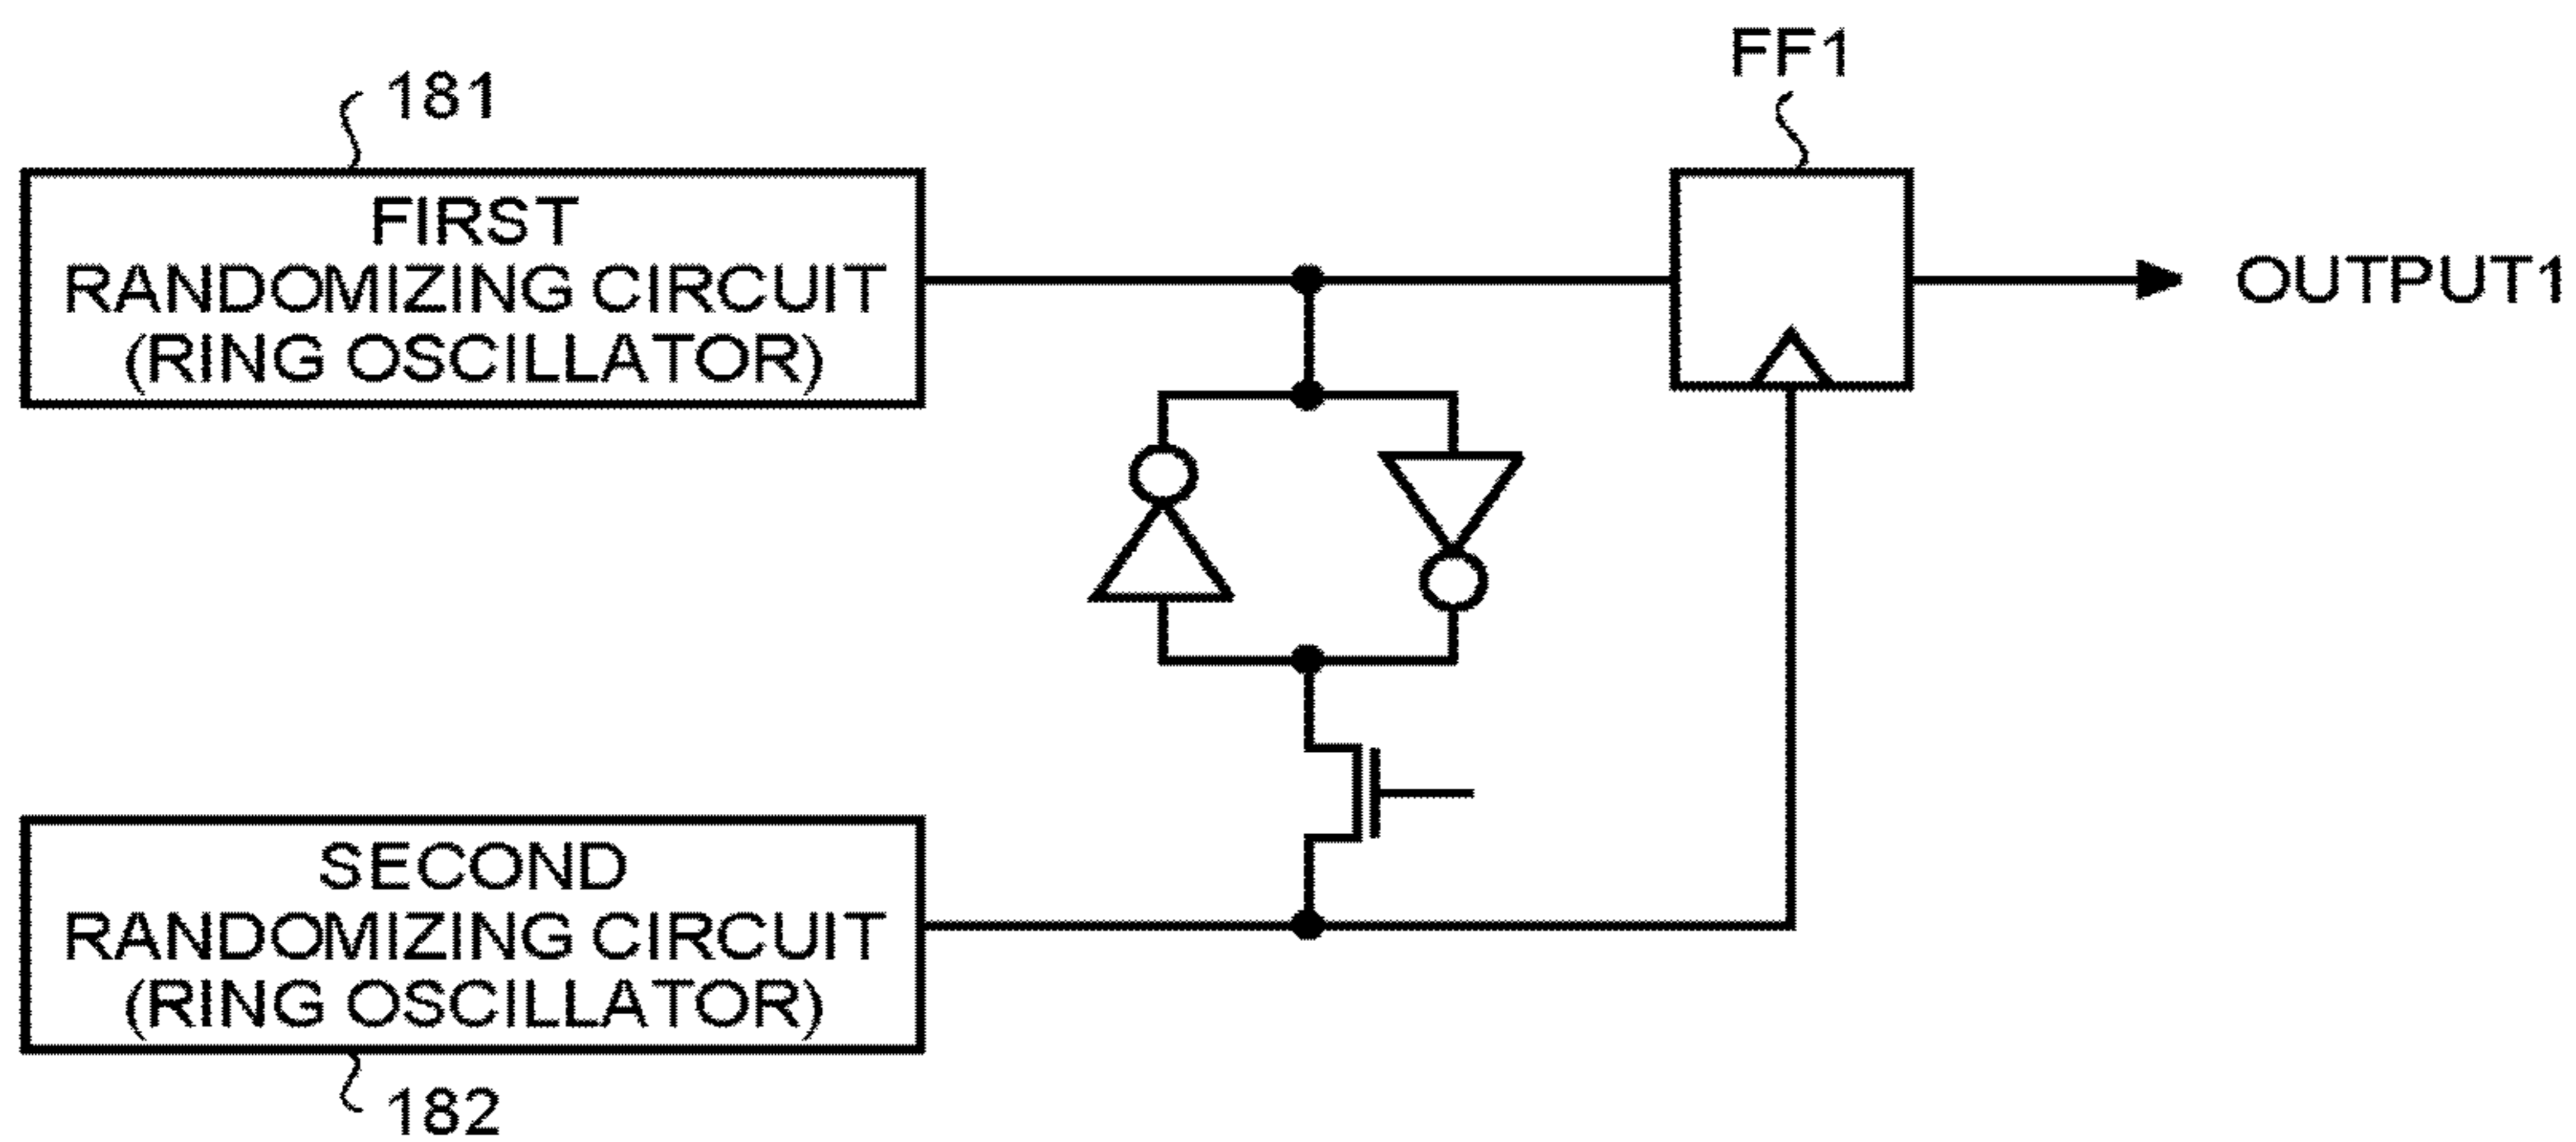 181
FIRST
RANDOMIZING CIRCUIT
(RING OSCILLATOR)
FF1
OUTPUT1
SECOND
RANDOMIZING CIRCUIT
(RING OSCILLATOR)
182